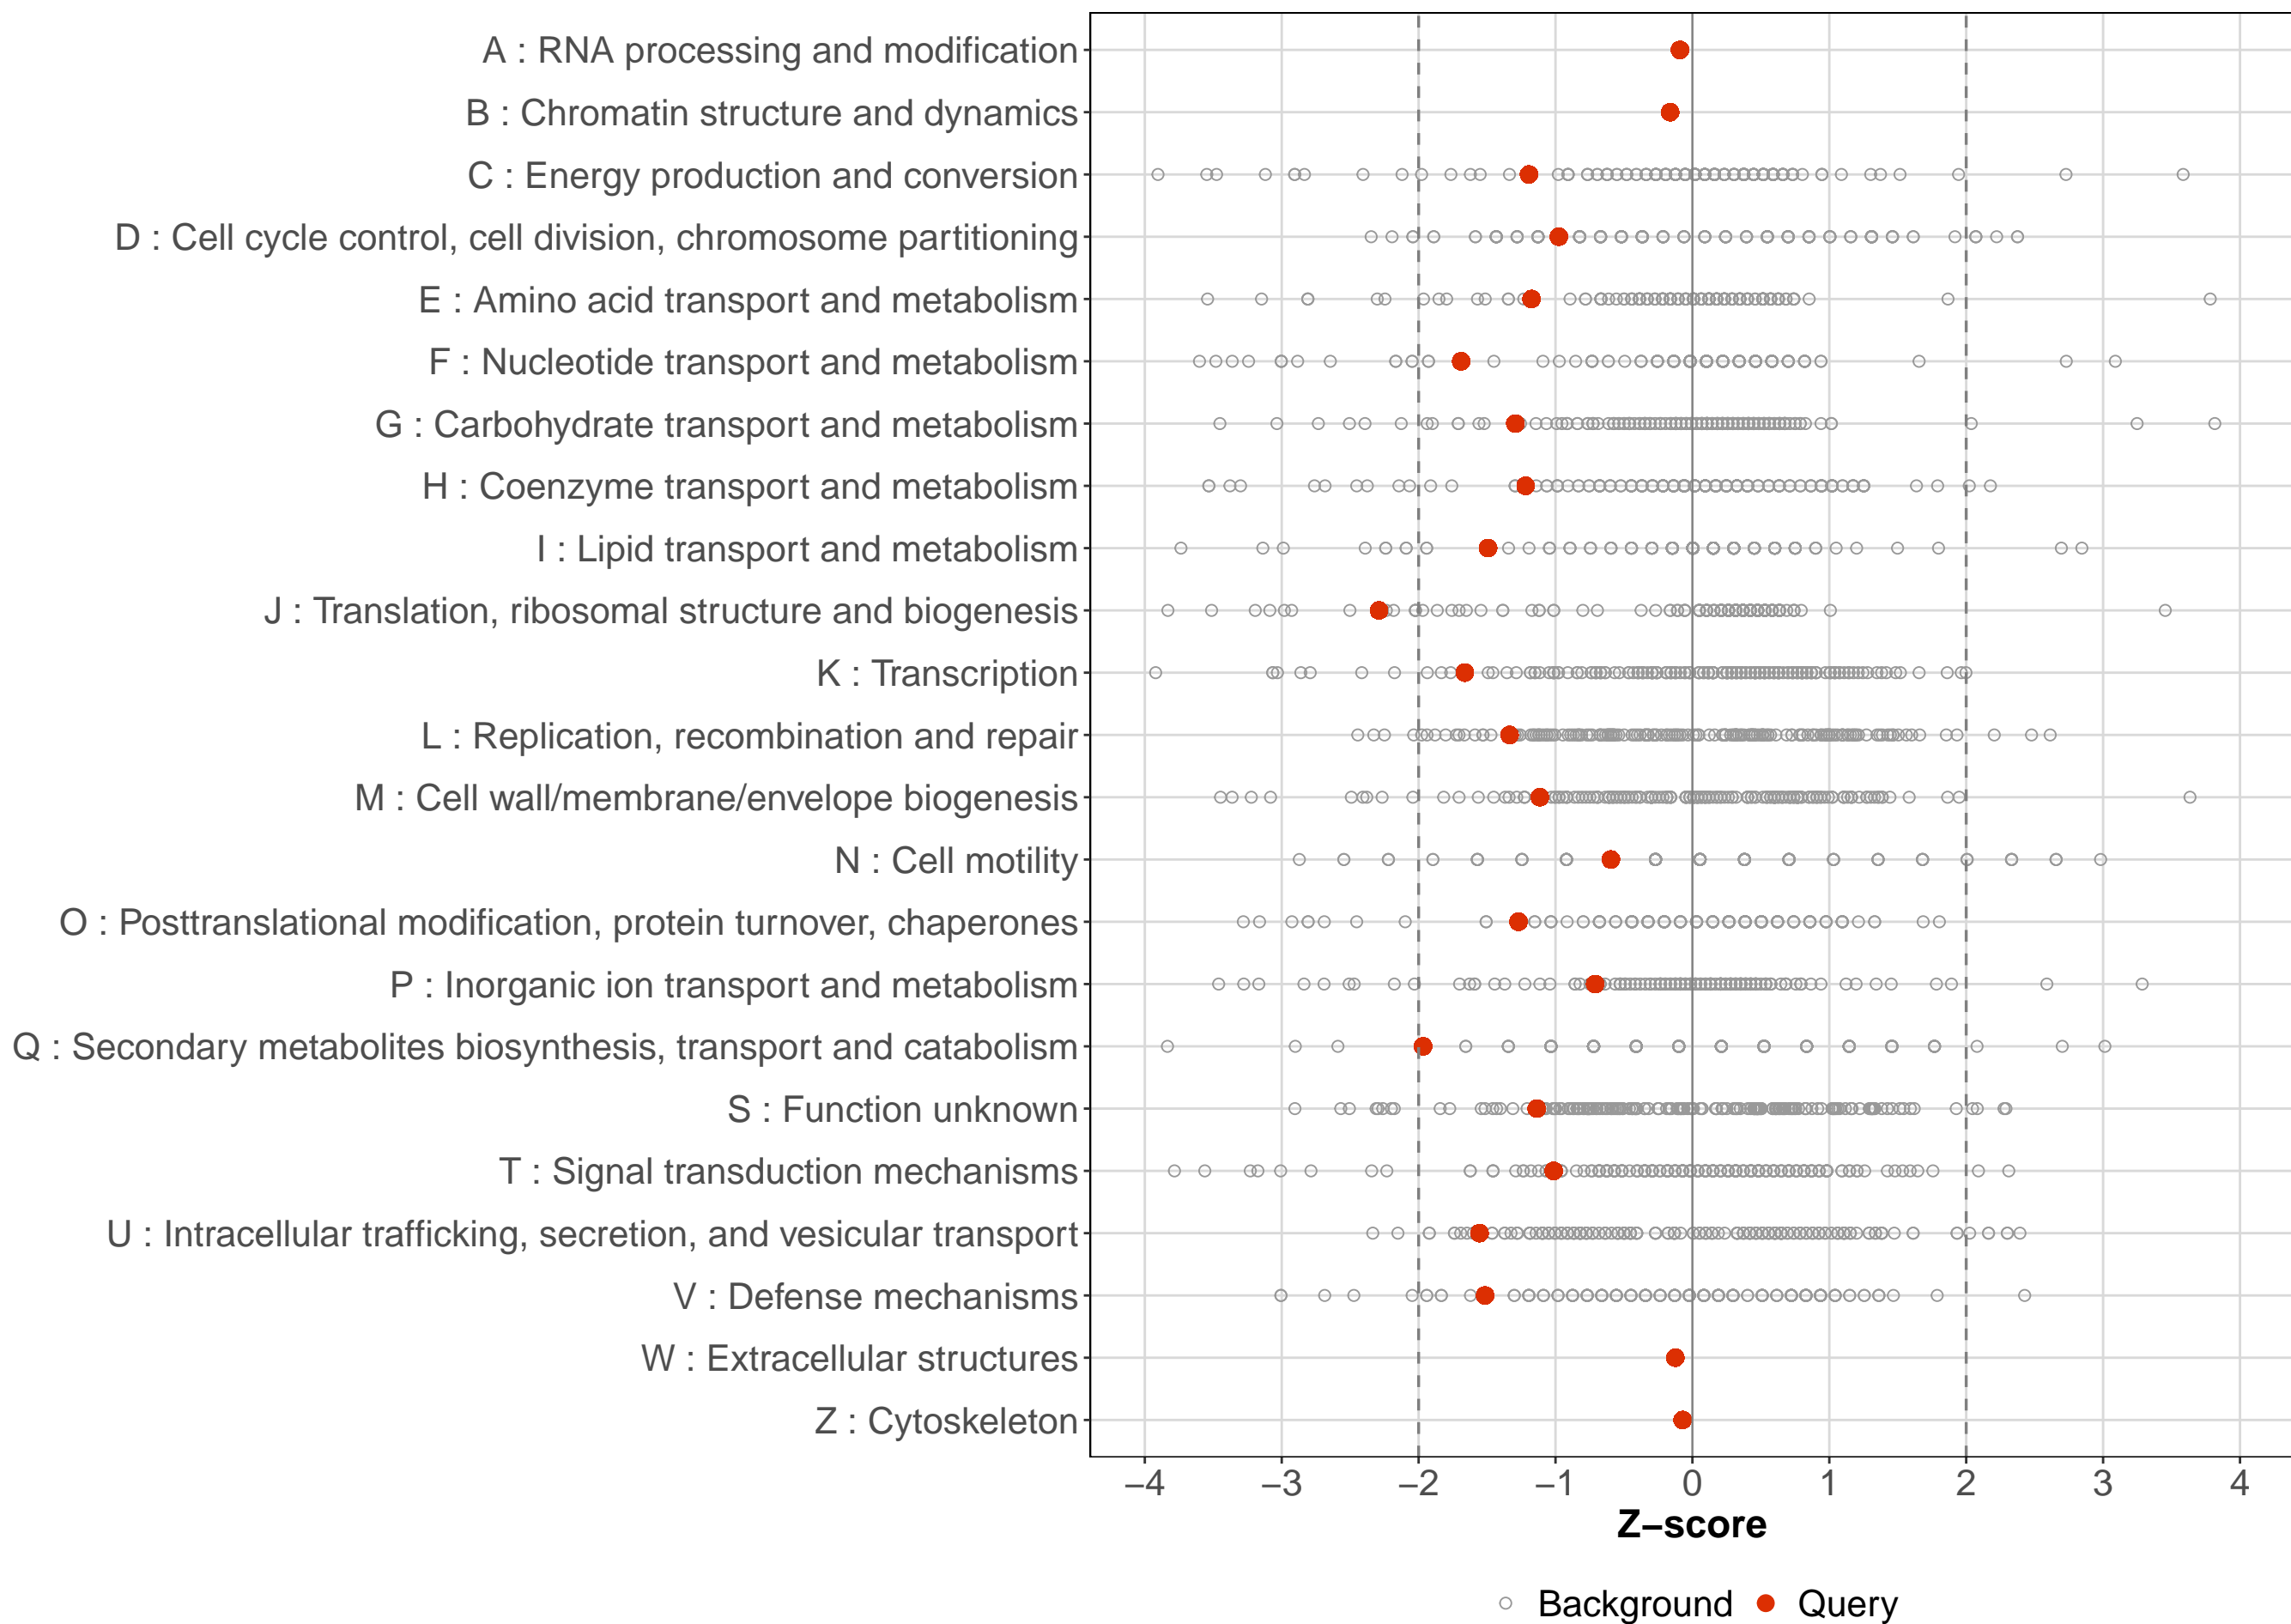 A : RNA processing and modification
B : Chromatin structure and dynamics
C : Energy production and conversion
D : Cell cycle control, cell division, chromosome partitioning
E : Amino acid transport and metabolism
F : Nucleotide transport and metabolism
G : Carbohydrate transport and metabolism
H : Coenzyme transport and metabolism
I : Lipid transport and metabolism
J : Translation, ribosomal structure and biogenesis
K : Transcription
L : Replication, recombination and repair
M : Cell wall/membrane/envelope biogenesis
N : Cell motility
O : Posttranslational modification, protein turnover, chaperones
P : Inorganic ion transport and metabolism
Q : Secondary metabolites biosynthesis, transport and catabolism
S : Function unknown
T : Signal transduction mechanisms
U : Intracellular trafficking, secretion, and vesicular transport
V : Defense mechanisms
W : Extracellular structures
Z : Cytoskeleton
−4 −3 −2 −1 0 1 2 3 4
Z−score
Background Query